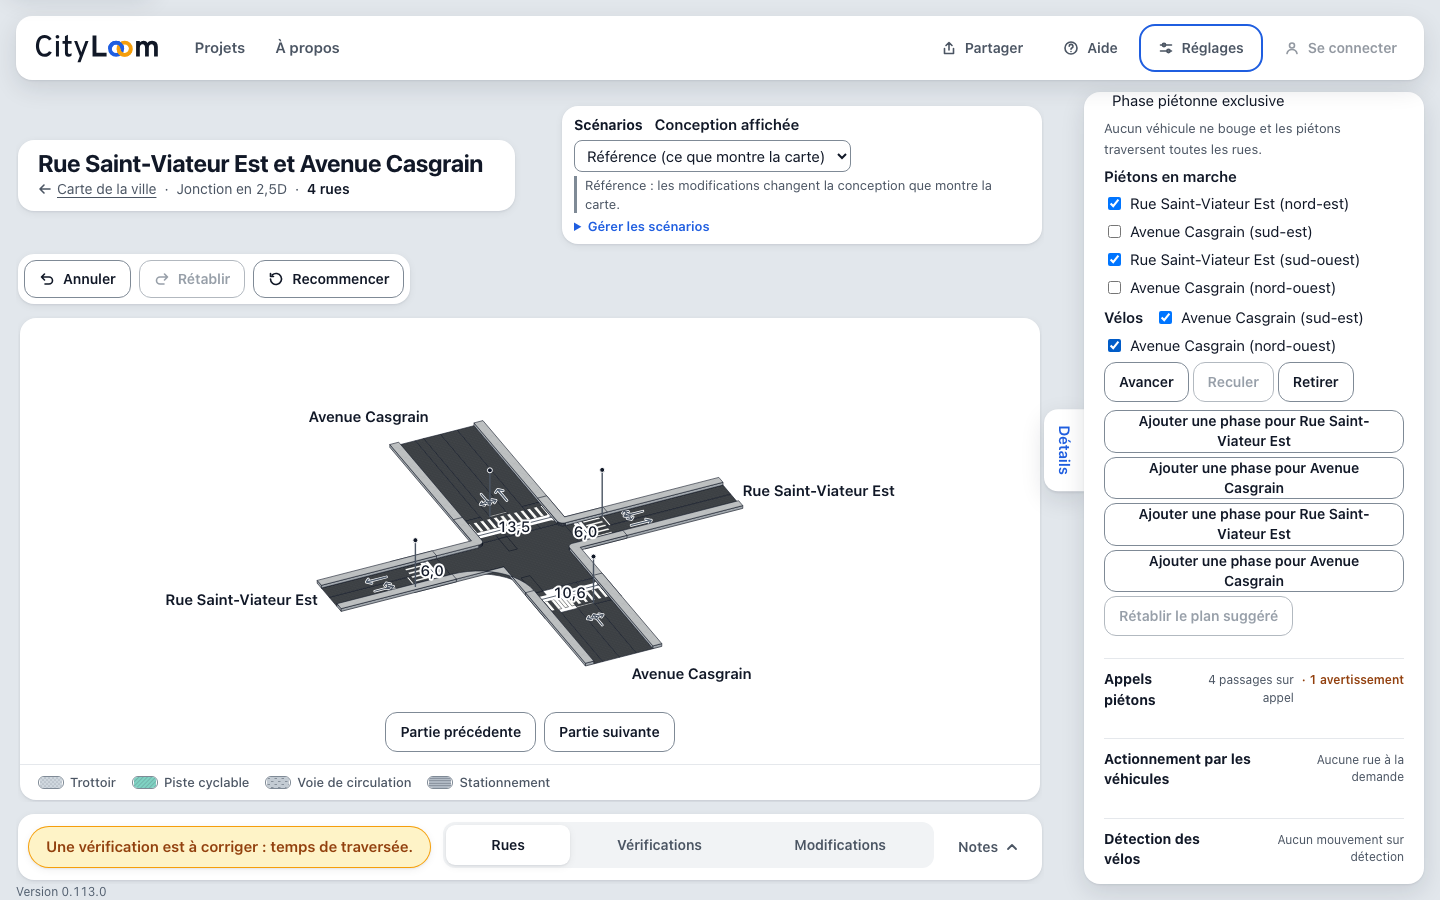 CityLoom
Projets
À propos
Partager
Aide
Réglages
Se connecter
Rue Saint-Viateur Est et Avenue Casgrain
← Carte de la ville · Jonction en 2,5D · 4 rues
Scénarios Conception affichée
Référence (ce que montre la carte)
Référence : les modifications changent la conception que montre la
carte.
Gérer les scénarios
Annuler
Rétablir
Recommencer
Avenue Casgrain
Rue Saint-Viateur Est
13,5
6,0
6,0
10,6
Rue Saint-Viateur Est
Avenue Casgrain
Partie précédente
Partie suivante
Trottoir
Piste cyclable
Voie de circulation
Stationnement
Une vérification est à corriger : temps de traversée.
Rues
Vérifications
Modifications
Notes
Version 0.113.0
Détails
Phase piétonne exclusive
Aucun véhicule ne bouge et les piétons
traversent toutes les rues.
Piétons en marche
Rue Saint-Viateur Est (nord-est)
Avenue Casgrain (sud-est)
Rue Saint-Viateur Est (sud-ouest)
Avenue Casgrain (nord-ouest)
Vélos Avenue Casgrain (sud-est)
Avenue Casgrain (nord-ouest)
Avancer
Reculer
Retirer
Ajouter une phase pour Rue Saint-
Viateur Est
Ajouter une phase pour Avenue
Casgrain
Ajouter une phase pour Rue Saint-
Viateur Est
Ajouter une phase pour Avenue
Casgrain
Rétablir le plan suggéré
Appels
piétons
4 passages sur
appel
· 1 avertissement
Actionnement par les
véhicules
Aucune rue à la
demande
Détection des
vélos
Aucun mouvement sur
détection